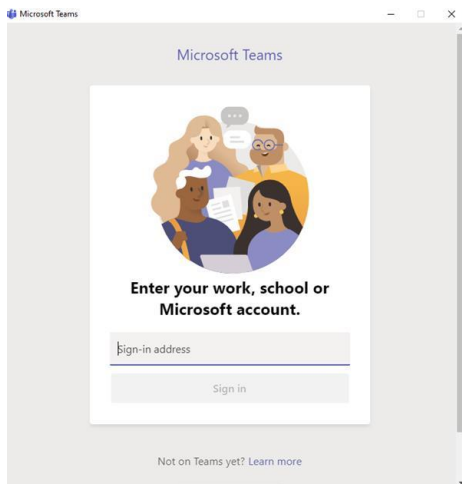 Microsoft Teams
Microsoft Teams
Enter your work, school or
Microsoft account.
Sign-in address
Sign in
Not on Teams yet? Learn more